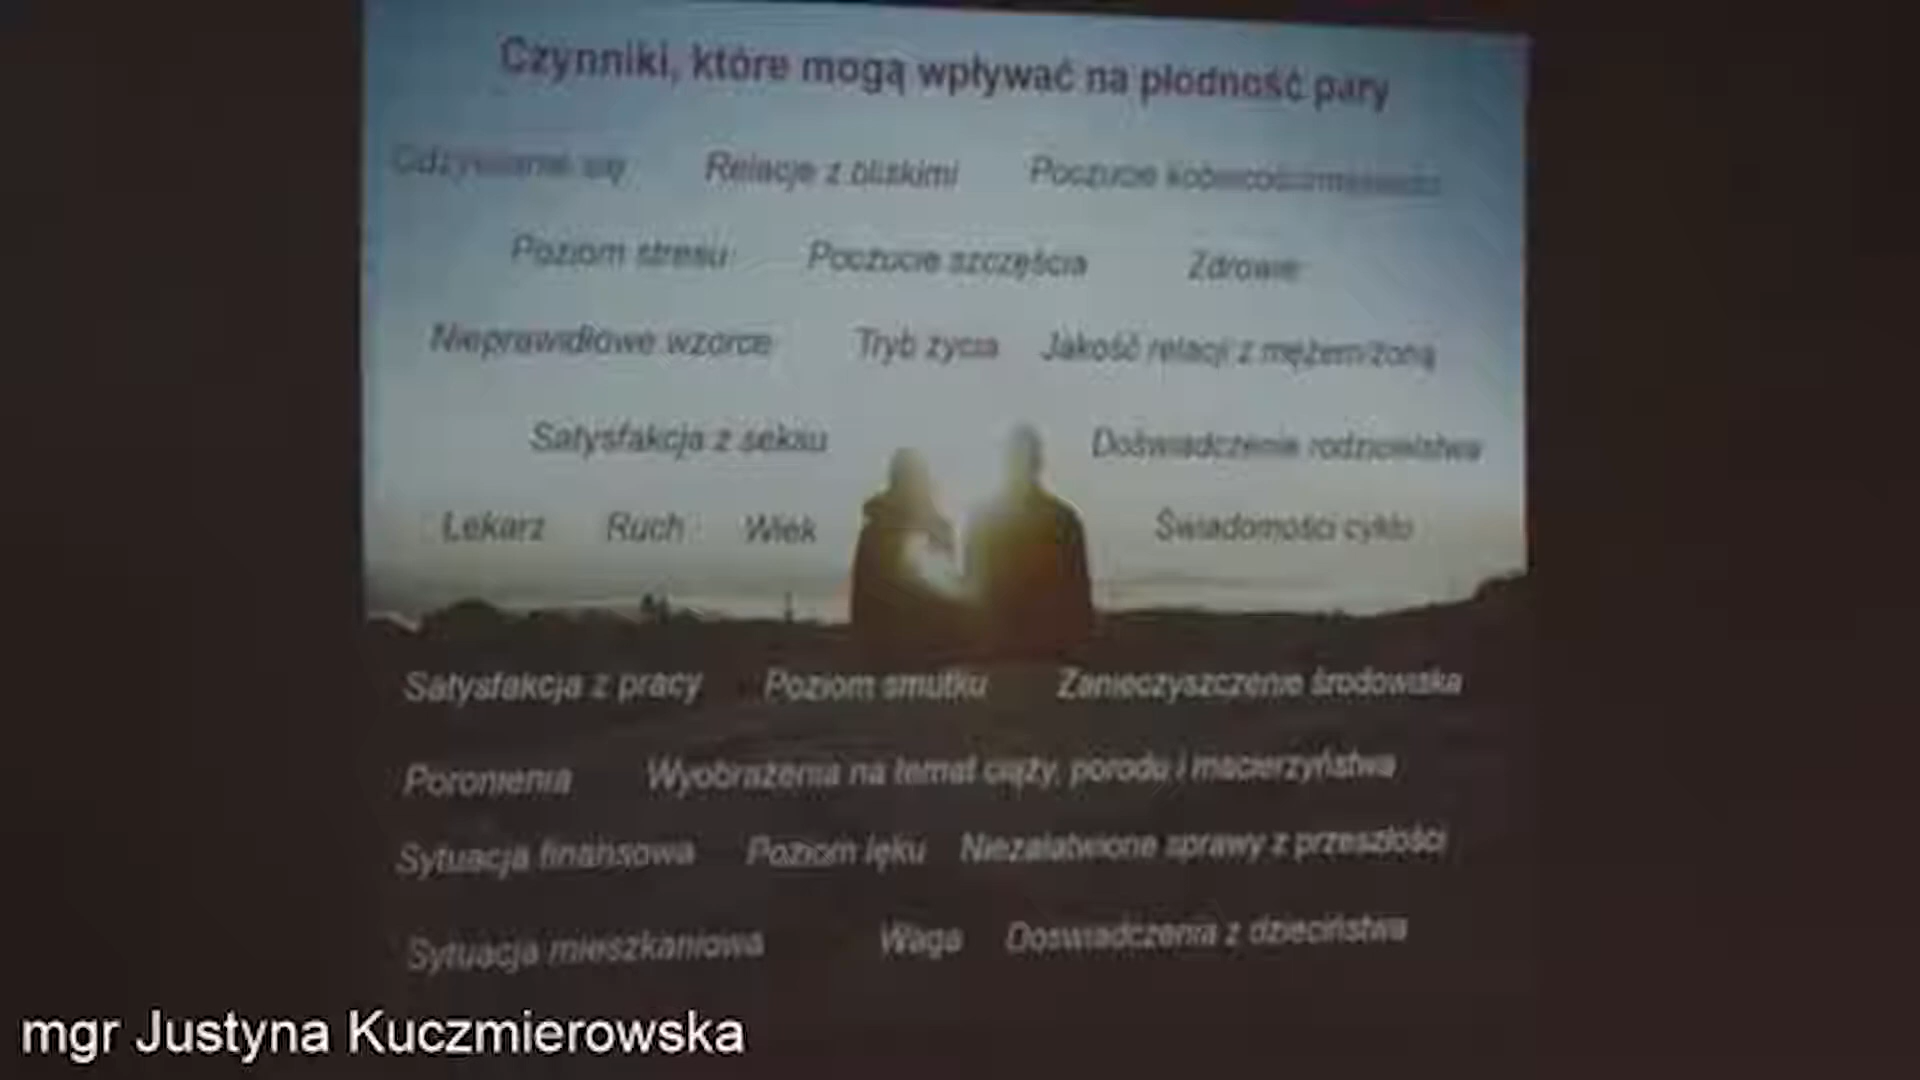 Czynniki, które mogą wpływać na płodność pary
Odżywianie się Relacje z bliskimi Poczucie
Poziom stresu Poczucie szczęścia Zdrowie
Nieprawidłowe wzorce Tryb życia Jakość relacji z mężem/żoną
Satysfakcja z seksu Doświadczenie rodzicielstwa
Lekarz Ruch Wiek Świadomości cyklu
Satysfakcja z pracy Poziom smutku Zanieczyszczenie środowiska
Poronienia Wyobrażenia na temat ciąży, porodu i macierzyństwa
Sytuacja finansowa Poziom lęku Niezałatwione sprawy z przeszłości
Sytuacja mieszkaniowa Waga Doświadczenia z dzieciństwa
mgr Justyna Kuczmierowska